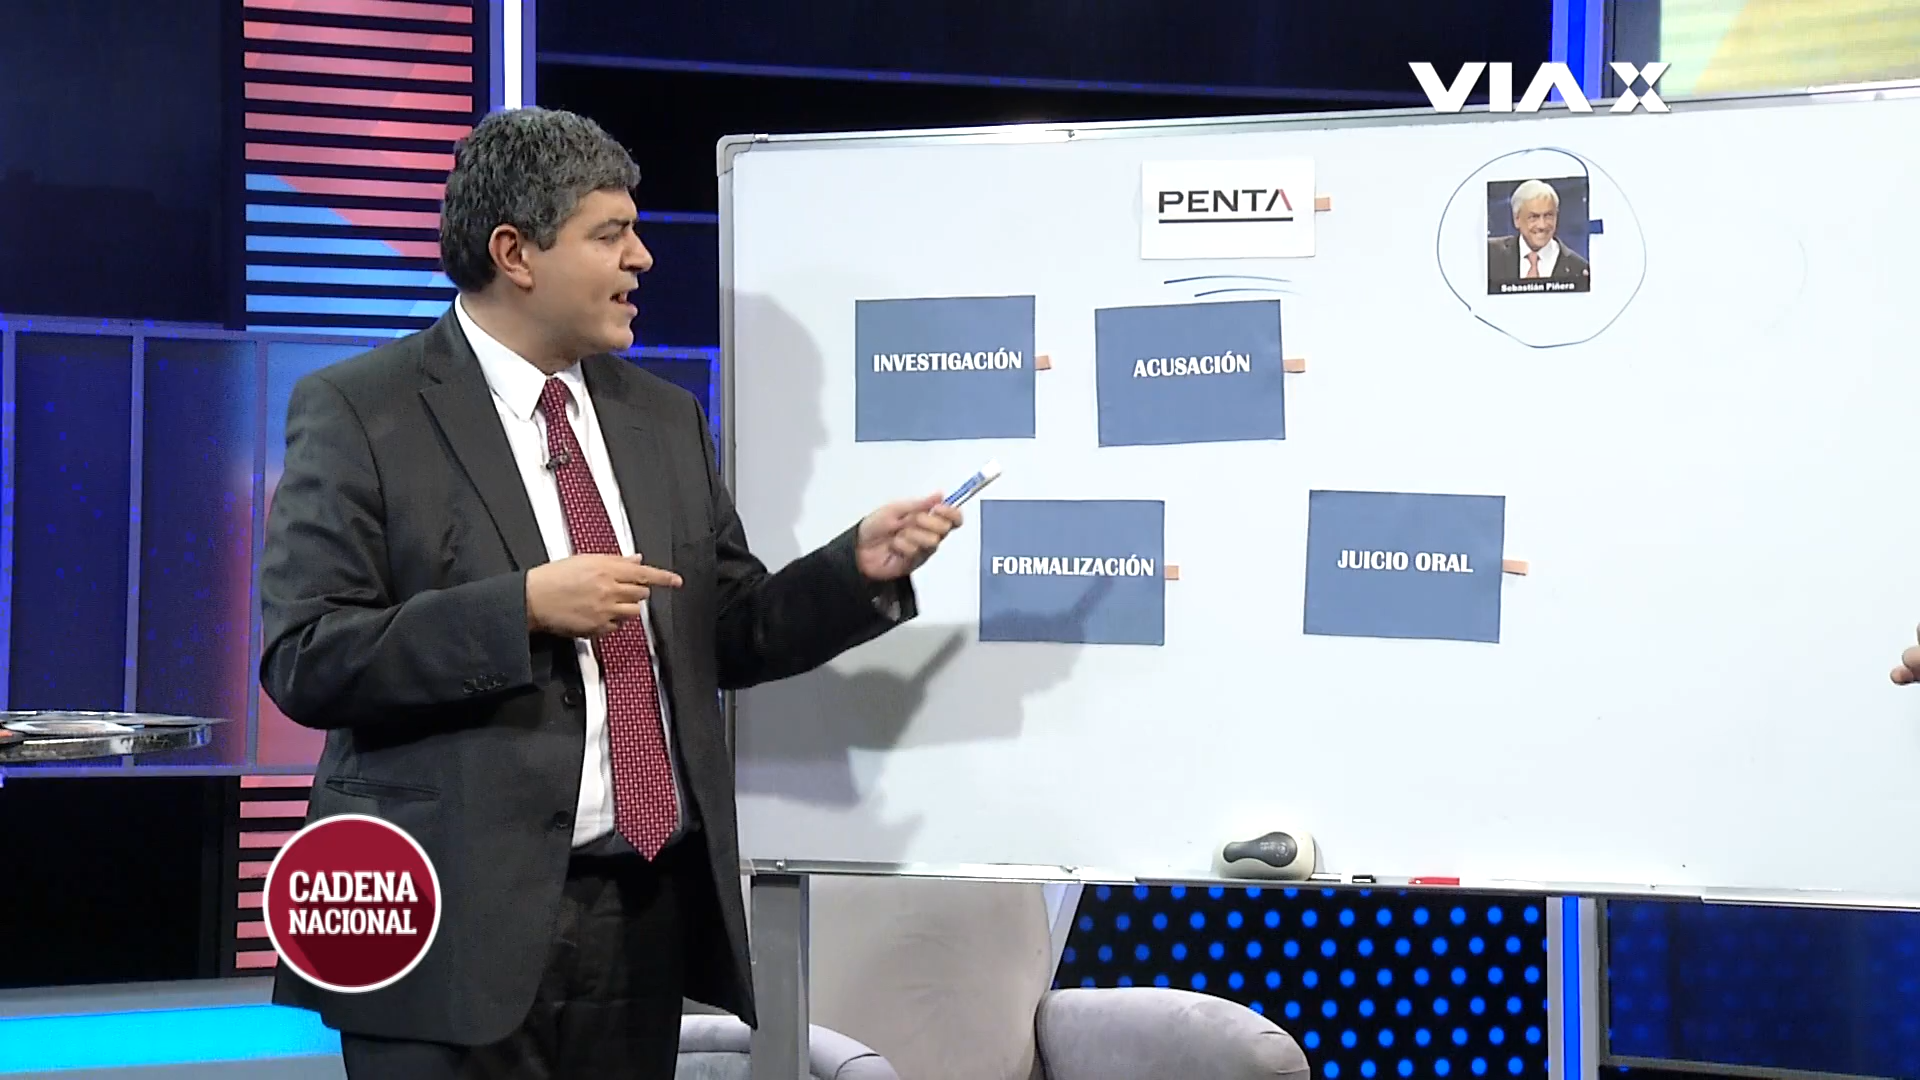 VIA X
PENTA
Sebastián Piñera
INVESTIGACIÓN
ACUSACIÓN
FORMALIZACIÓN
JUICIO ORAL
CADENA
NACIONAL